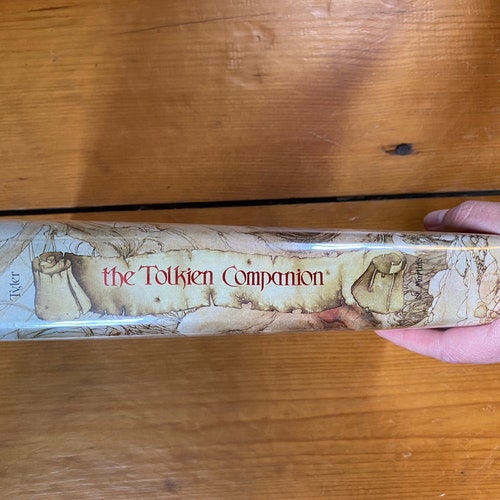 Tyler
the Tolkien Companion